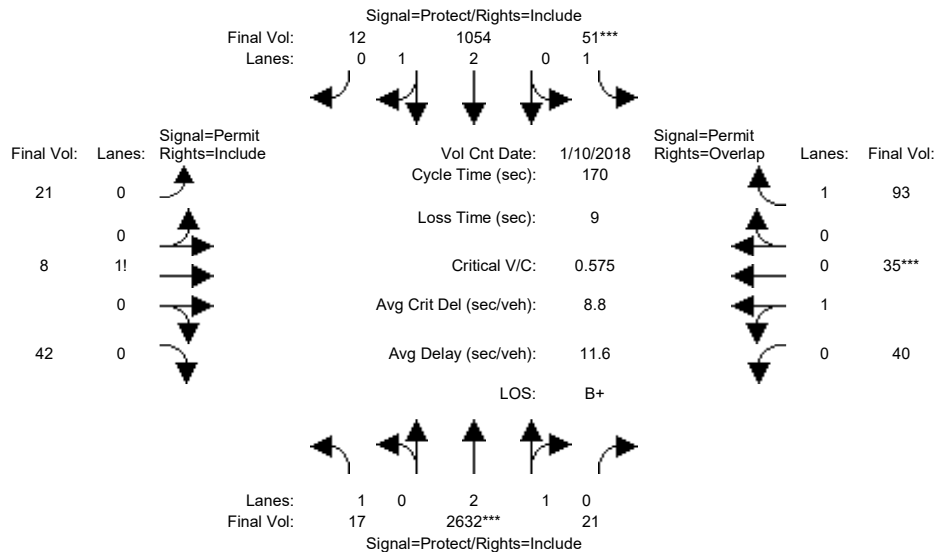 Signal=Protect/Rights=Include
Final Vol: 12 1054 51***
Lanes: 0 1 2 0 1
Signal=Permit Signal=Permit
Final Vol: Lanes: Rights=Include Vol Cnt Date: 1/10/2018 Rights=Overlap Lanes: Final Vol:
Cycle Time (sec): 170
21 0 1 93
Loss Time (sec): 9
0 0
8 1! Critical V/C: 0.575 0 35***
0 Avg Crit Del (sec/veh): 8.8 1
42 0 Avg Delay (sec/veh): 11.6 0 40
LOS: B+
Lanes: 1 0 2 1 0
Final Vol: 17 2632*** 21
Signal=Protect/Rights=Include